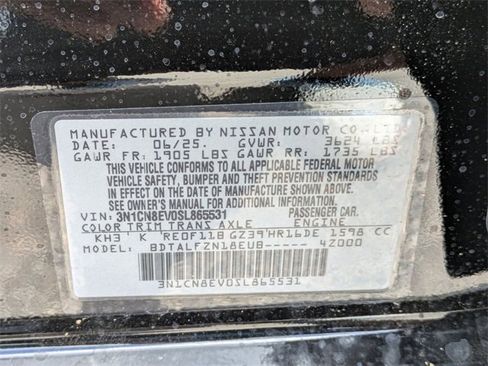 MANUFACTURED BY NISSAN MOTOR CO., LTD.
DATE: 06/25. GVWR: 3624 LBS
GAWR FR: 1905 LBS GAWR RR: 1735 LBS
THIS VEHICLE CONFORMS TO ALL APPLICABLE FEDERAL MOTOR
VEHICLE SAFETY, BUMPER, AND THEFT PREVENTION STANDARDS
IN EFFECT ON THE DATE OF MANUFACTURE SHOWN ABOVE.
SEE OWNER'S MANUAL FOR ADDITIONAL INFORMATION.
VIN: 3N1CN8EV0SL865531 PASSENGER CAR.
COLOR TRIM TRANS AXLE ENGINE
KH3 K RE0F11B GZ39 HR16DE 1598 CC
MODEL: BDTALFZN18EUB----- 42000
3N1CN8EV0SL865531